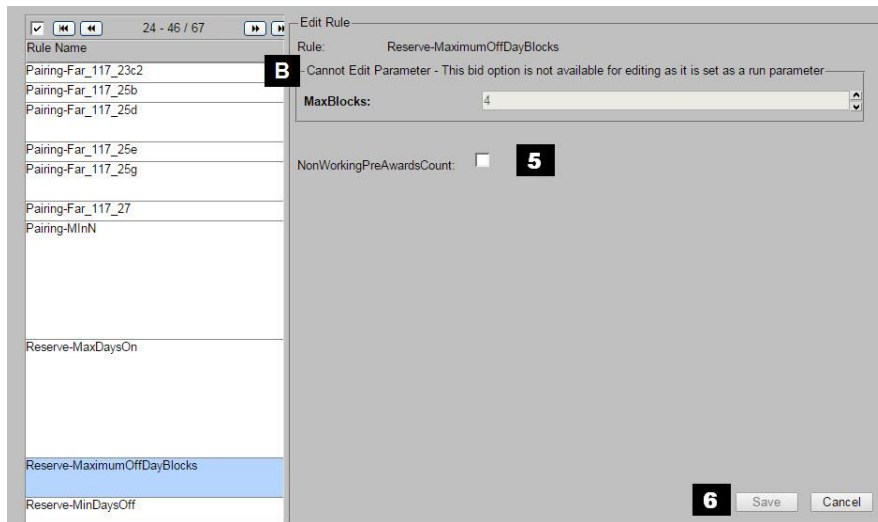 24 - 46 / 67
Rule Name
Pairing-Far_117_23c2
Pairing-Far_117_25b
Pairing-Far_117_25d
Pairing-Far_117_25e
Pairing-Far_117_25g
Pairing-Far_117_27
Pairing-MInN
Reserve-MaxDaysOn
Reserve-MaximumOffDayBlocks
Reserve-MinDaysOff
Edit Rule
Rule: Reserve-MaximumOffDayBlocks
B Cannot Edit Parameter - This bid option is not available for editing as it is set as a run parameter
MaxBlocks: 4
NonWorkingPreAwardsCount: 5
6 Save Cancel